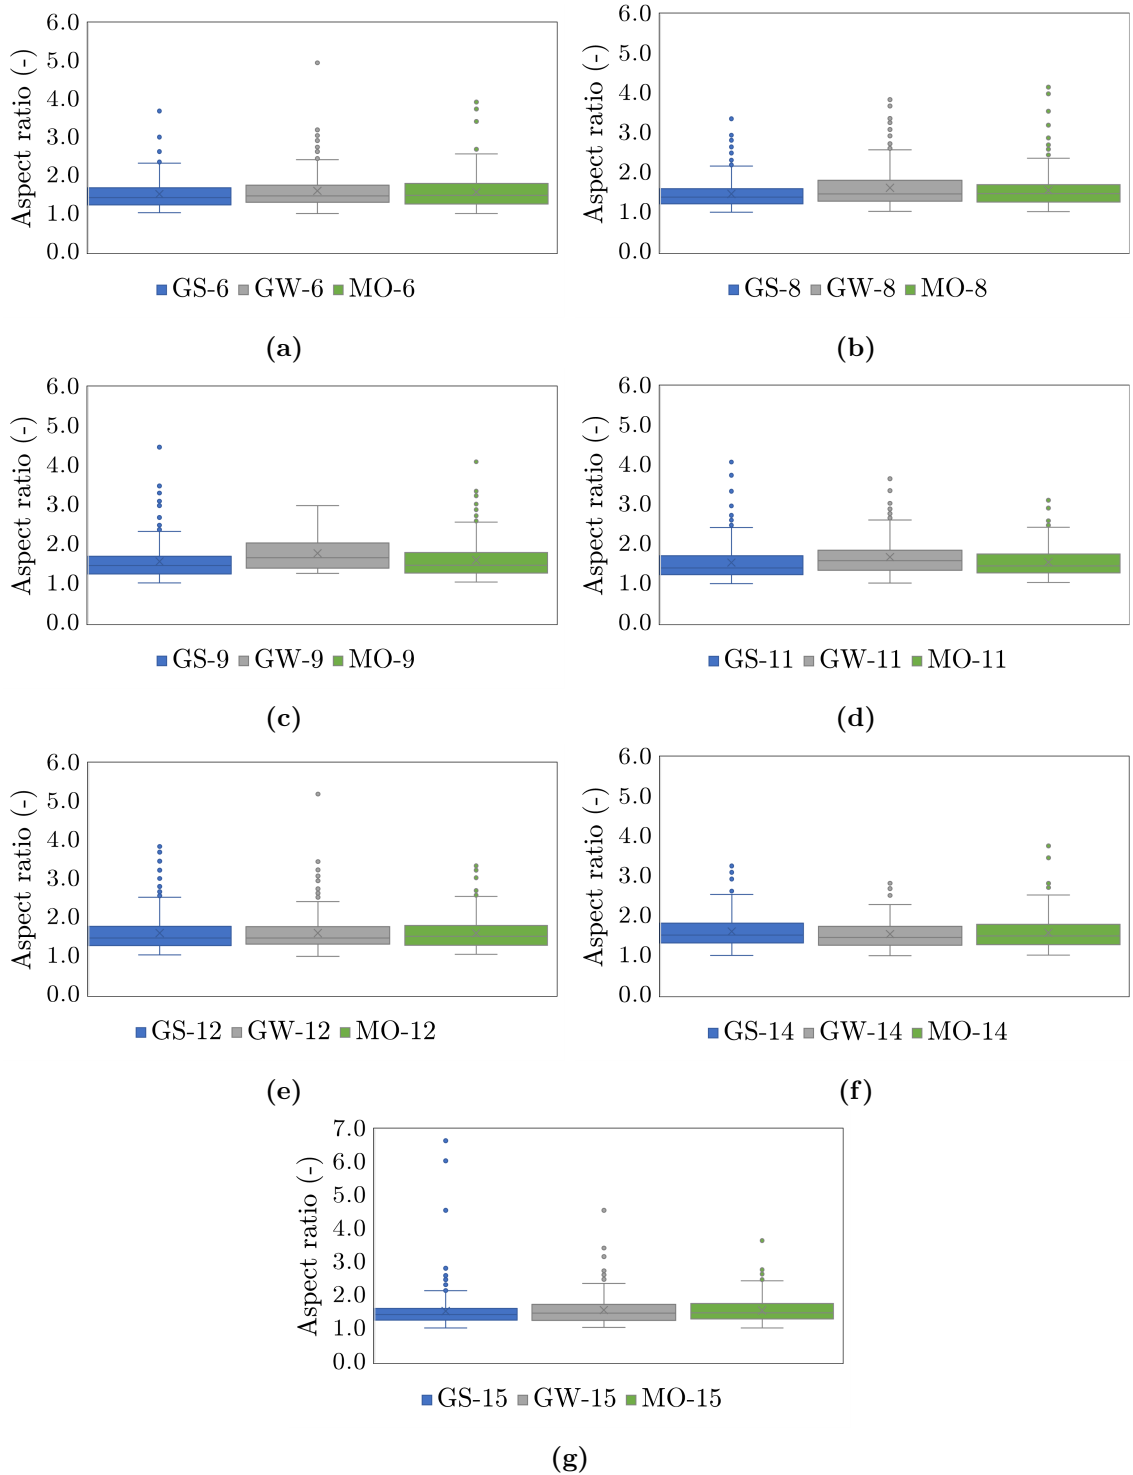 6.0
5.0
4.0
3.0
2.0
1.0
0.0
Aspect ratio (-)
GS-6 GW-6 MO-6
(a)
6.0
5.0
4.0
3.0
2.0
1.0
0.0
Aspect ratio (-)
GS-8 GW-8 MO-8
(b)
6.0
5.0
4.0
3.0
2.0
1.0
0.0
Aspect ratio (-)
GS-9 GW-9 MO-9
(c)
6.0
5.0
4.0
3.0
2.0
1.0
0.0
Aspect ratio (-)
GS-11 GW-11 MO-11
(d)
6.0
5.0
4.0
3.0
2.0
1.0
0.0
Aspect ratio (-)
GS-12 GW-12 MO-12
(e)
6.0
5.0
4.0
3.0
2.0
1.0
0.0
Aspect ratio (-)
GS-14 GW-14 MO-14
(f)
7.0
6.0
5.0
4.0
3.0
2.0
1.0
0.0
Aspect ratio (-)
GS-15 GW-15 MO-15
(g)